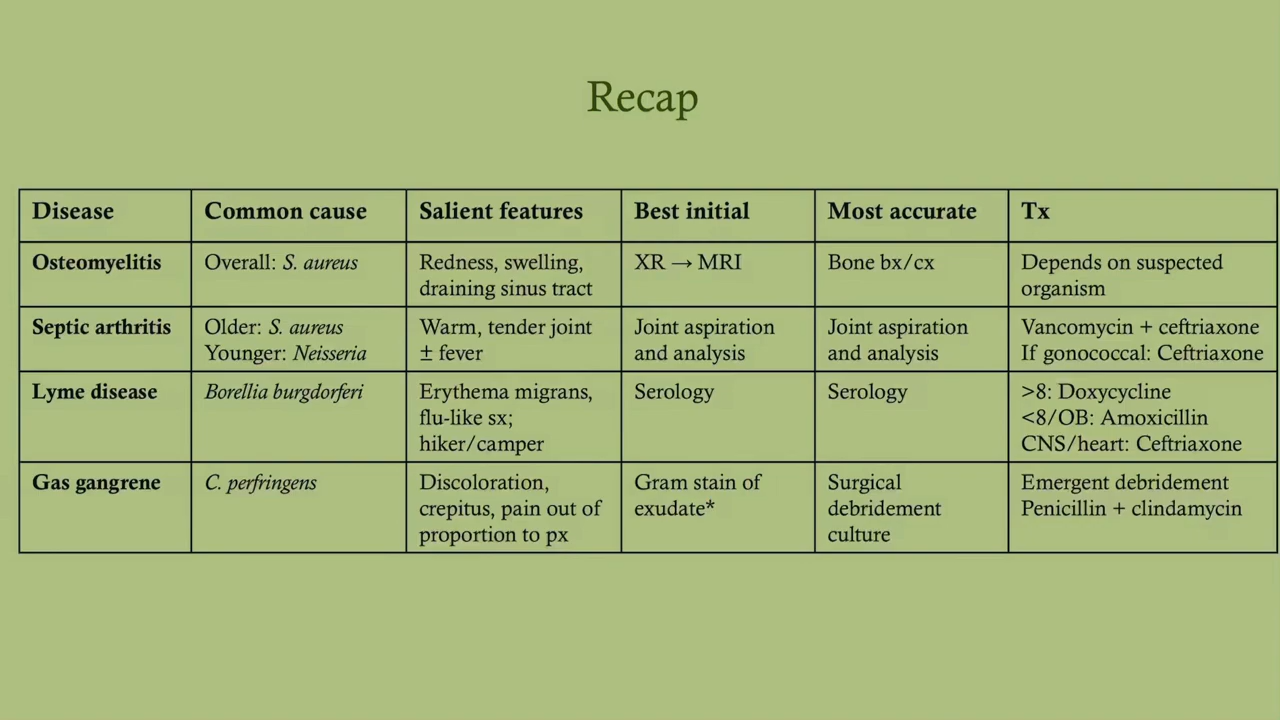 Recap
Disease
Common cause
Salient features
Best initial
Most accurate
Tx
Osteomyelitis
Overall: S. aureus
Redness, swelling,
draining sinus tract
XR → MRI
Bone bx/cx
Depends on suspected
organism
Septic arthritis
Older: S. aureus
Younger: Neisseria
Warm, tender joint
± fever
Joint aspiration
and analysis
Joint aspiration
and analysis
Vancomycin + ceftriaxone
If gonococcal: Ceftriaxone
Lyme disease
Borellia burgdorferi
Erythema migrans,
flu-like sx;
hiker/camper
Serology
Serology
>8: Doxycycline
<8/OB: Amoxicillin
CNS/heart: Ceftriaxone
Gas gangrene
C. perfringens
Discoloration,
crepitus, pain out of
proportion to px
Gram stain of
exudate*
Surgical
debridement
culture
Emergent debridement
Penicillin + clindamycin